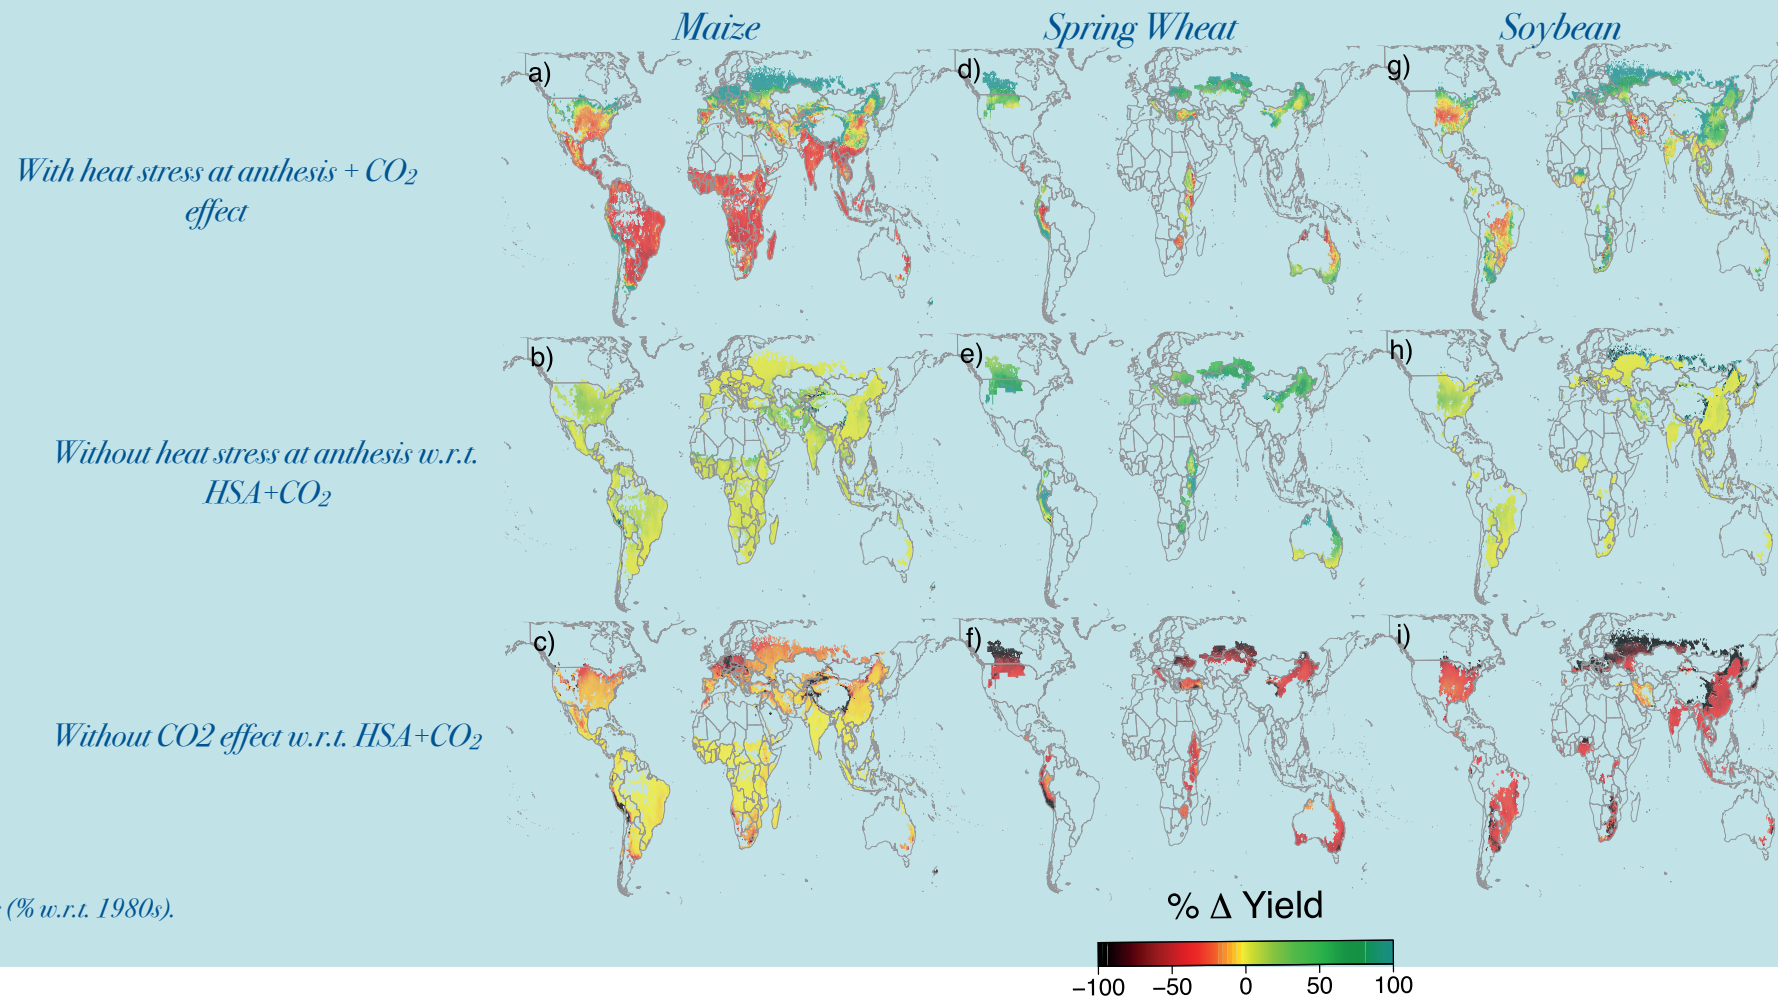 Maize
Spring Wheat
Soybean
a)
d)
g)
With heat stress at anthesis + CO₂
effect
b)
e)
h)
Without heat stress at anthesis w.r.t.
HSA+CO₂
c)
f)
i)
Without CO2 effect w.r.t. HSA+CO₂
(% w.r.t. 1980s).
% Δ Yield
−100 −50 0 50 100